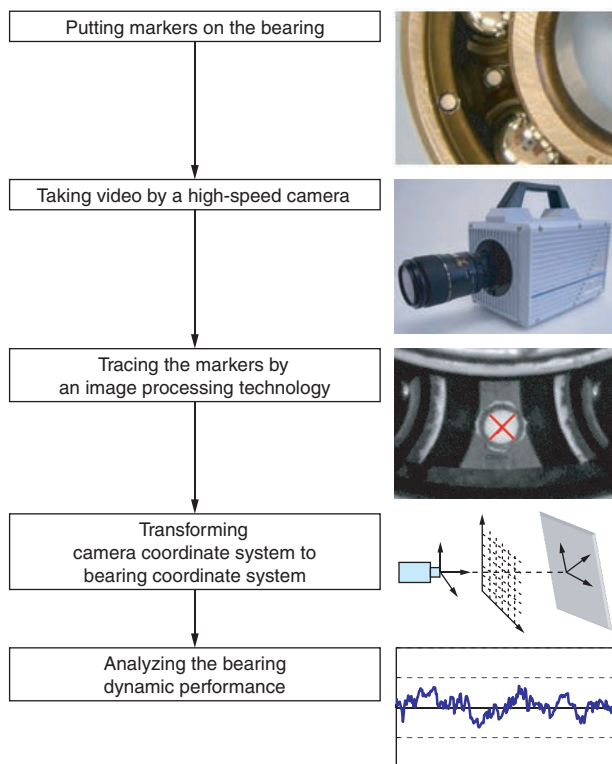 Putting markers on the bearing
Taking video by a high-speed camera
Tracing the markers by
an image processing technology
Transforming
camera coordinate system to
bearing coordinate system
Analyzing the bearing
dynamic performance